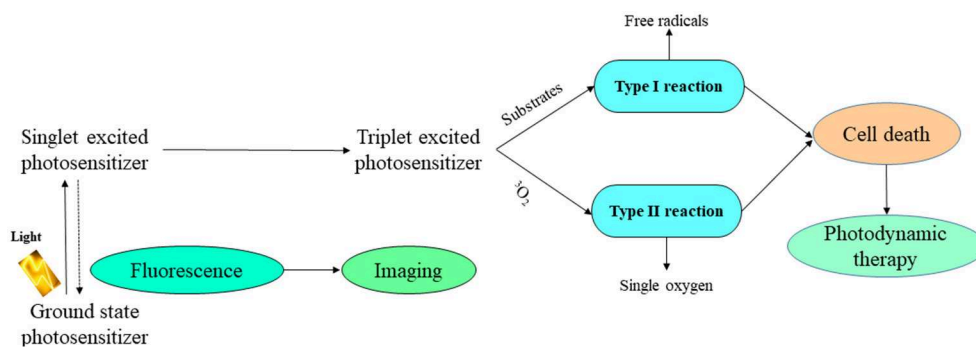 Free radicals
Type I reaction
Substrates
Singlet excited
photosensitizer
Triplet excited
photosensitizer
Cell death
³O₂
Type II reaction
Light
Fluorescence
Imaging
Photodynamic
therapy
Single oxygen
Ground state
photosensitizer